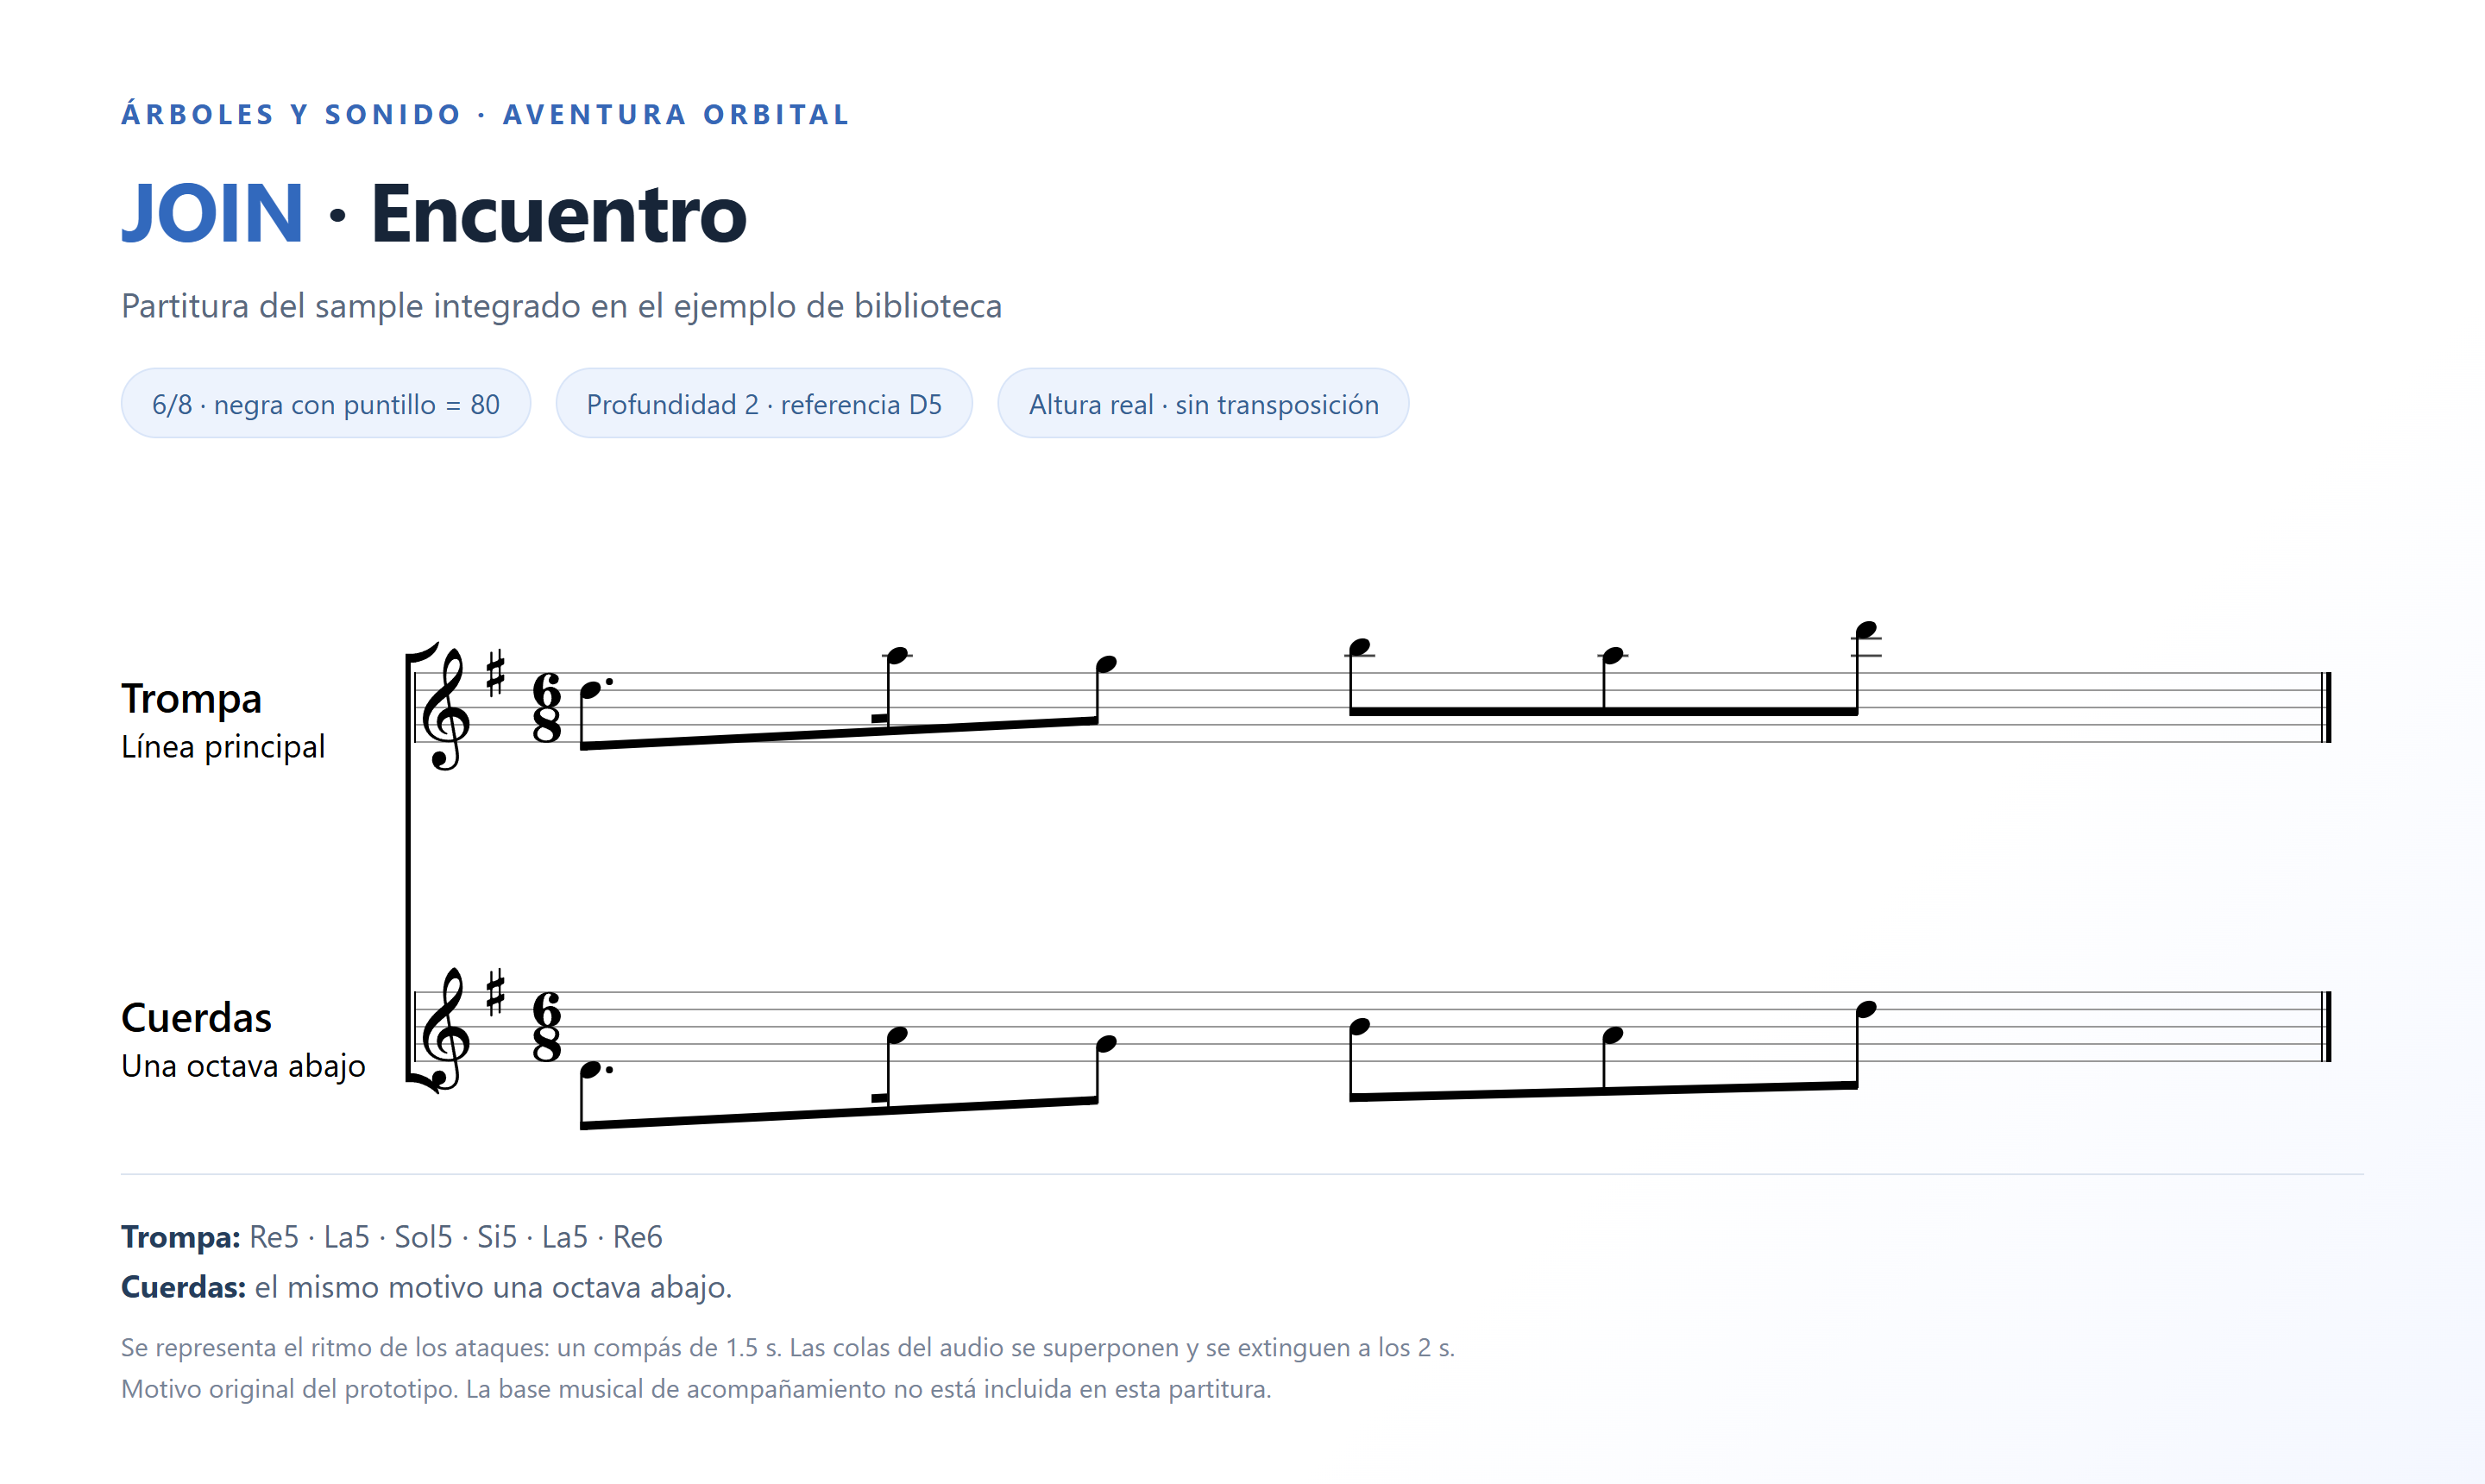 ÁRBOLES Y SONIDO · AVENTURA ORBITAL
JOIN · Encuentro
Partitura del sample integrado en el ejemplo de biblioteca
6/8 · negra con puntillo = 80
Profundidad 2 · referencia D5
Altura real · sin transposición
Trompa
Línea principal
6
8
Cuerdas
Una octava abajo
6
8
Trompa: Re5 · La5 · Sol5 · Si5 · La5 · Re6
Cuerdas: el mismo motivo una octava abajo.
Se representa el ritmo de los ataques: un compás de 1.5 s. Las colas del audio se superponen y se extinguen a los 2 s.
Motivo original del prototipo. La base musical de acompañamiento no está incluida en esta partitura.